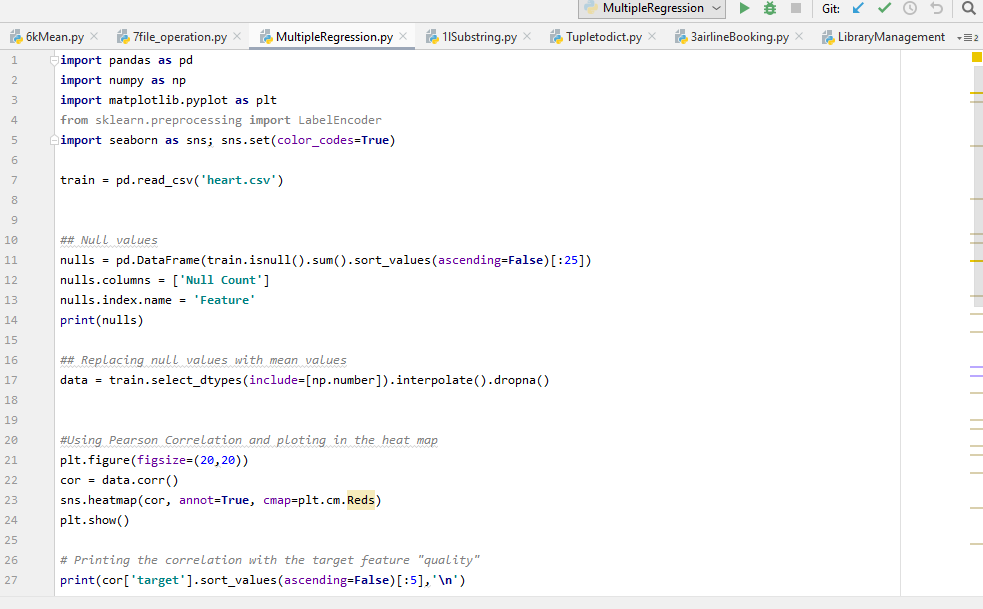 MultipleRegression Git:
6kMean.py 7file_operation.py MultipleRegression.py 1ISubstring.py Tupletodict.py 3airlineBooking.py LibraryManagement 2
1 import pandas as pd
2 import numpy as np
3 import matplotlib.pyplot as plt
4 from sklearn.preprocessing import LabelEncoder
5 import seaborn as sns; sns.set(color_codes=True)
6
7 train = pd.read_csv('heart.csv')
8
9
10 ## Null values
11 nulls = pd.DataFrame(train.isnull().sum().sort_values(ascending=False)[:25])
12 nulls.columns = ['Null Count']
13 nulls.index.name = 'Feature'
14 print(nulls)
15
16 ## Replacing null values with mean values
17 data = train.select_dtypes(include=[np.number]).interpolate().dropna()
18
19
20 #Using Pearson Correlation and ploting in the heat map
21 plt.figure(figsize=(20,20))
22 cor = data.corr()
23 sns.heatmap(cor, annot=True, cmap=plt.cm.Reds)
24 plt.show()
25
26 # Printing the correlation with the target feature "quality"
27 print(cor['target'].sort_values(ascending=False)[:5],'\n')